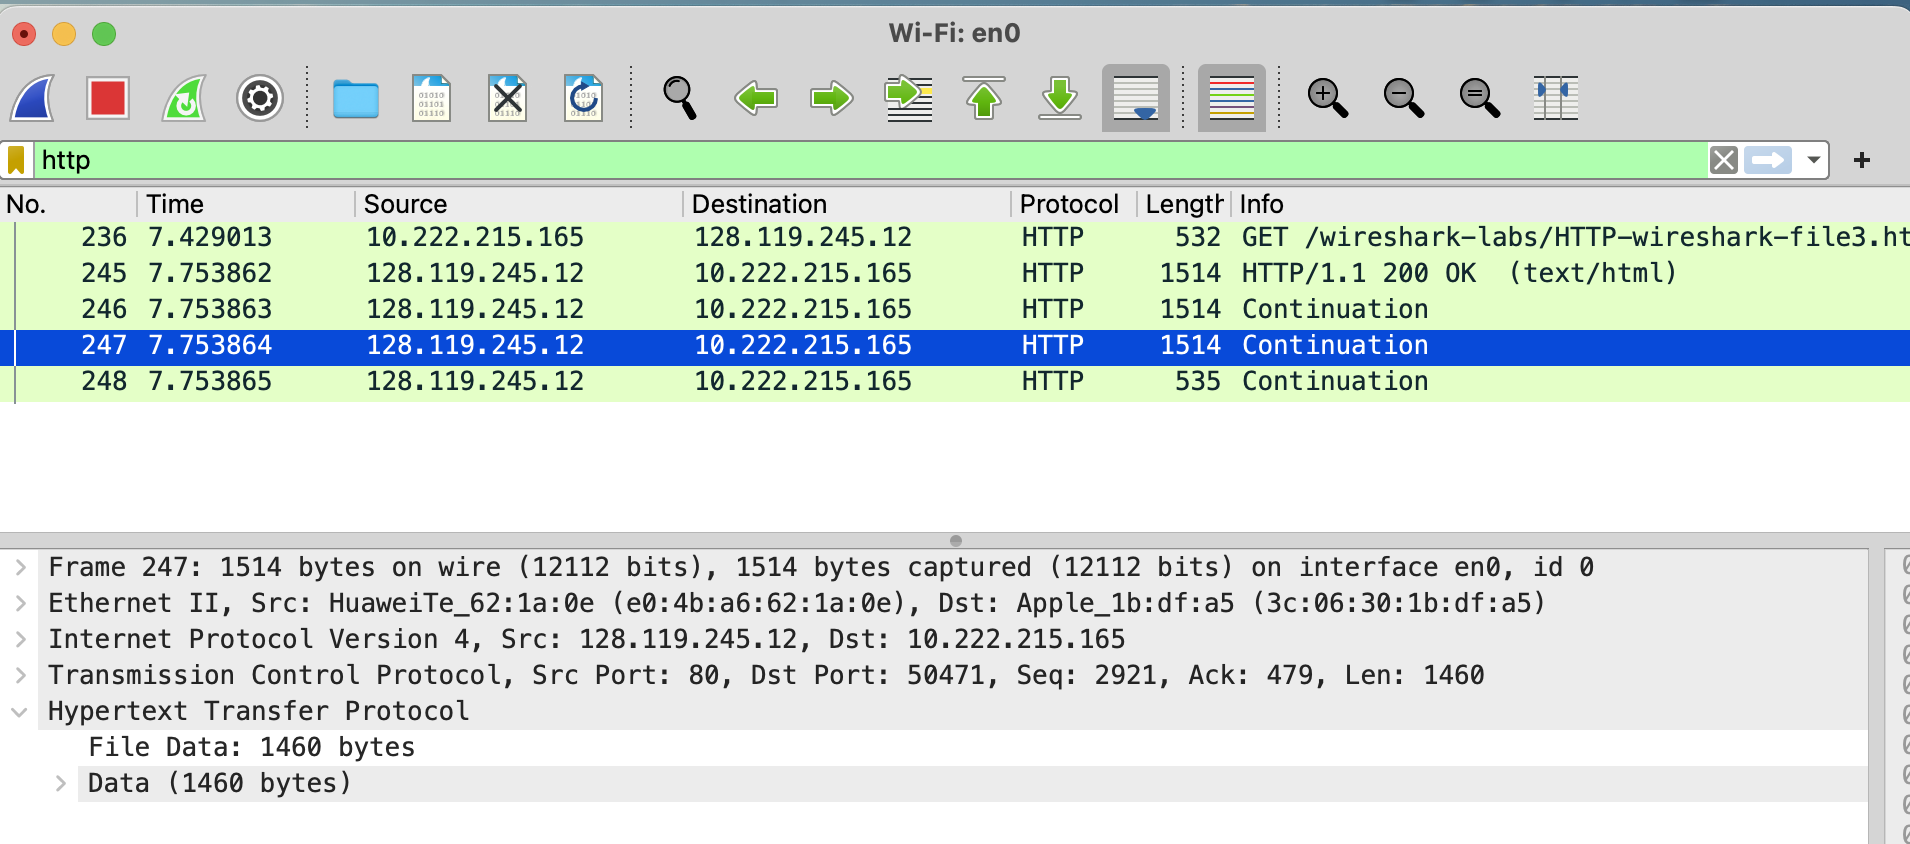 Wi-Fi: en0
http
No. Time Source Destination Protocol Length Info
236 7.429013 10.222.215.165 128.119.245.12 HTTP 532 GET /wireshark-labs/HTTP-wireshark-file3.ht
245 7.753862 128.119.245.12 10.222.215.165 HTTP 1514 HTTP/1.1 200 OK  (text/html)
246 7.753863 128.119.245.12 10.222.215.165 HTTP 1514 Continuation
247 7.753864 128.119.245.12 10.222.215.165 HTTP 1514 Continuation
248 7.753865 128.119.245.12 10.222.215.165 HTTP 535 Continuation
Frame 247: 1514 bytes on wire (12112 bits), 1514 bytes captured (12112 bits) on interface en0, id 0
Ethernet II, Src: HuaweiTe_62:1a:0e (e0:4b:a6:62:1a:0e), Dst: Apple_1b:df:a5 (3c:06:30:1b:df:a5)
Internet Protocol Version 4, Src: 128.119.245.12, Dst: 10.222.215.165
Transmission Control Protocol, Src Port: 80, Dst Port: 50471, Seq: 2921, Ack: 479, Len: 1460
Hypertext Transfer Protocol
File Data: 1460 bytes
Data (1460 bytes)